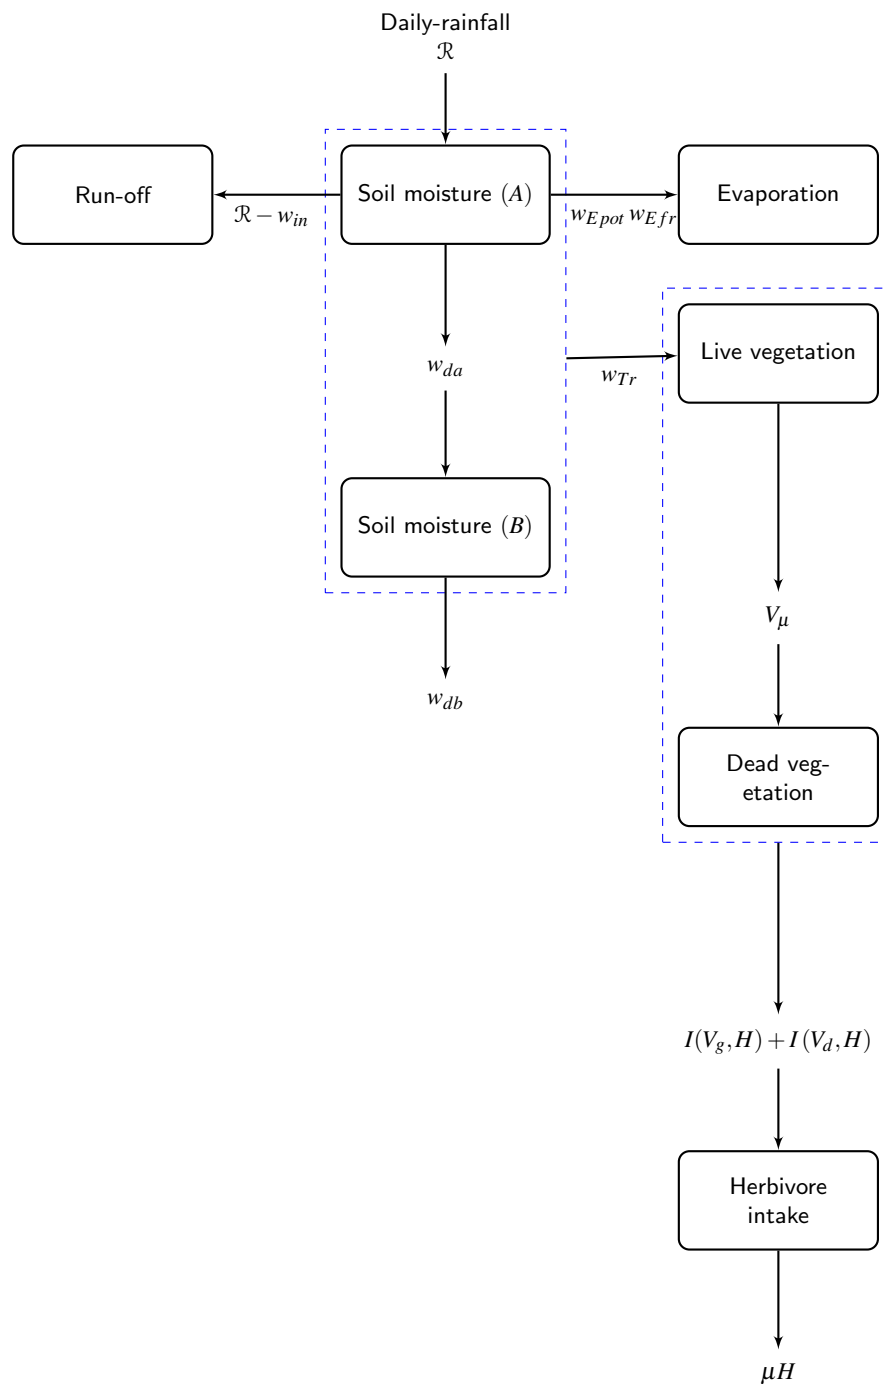 Daily-rainfall
ℛ
Run-off
Soil moisture (A)
Evaporation
ℛ − w_in
w_Epot w_Efr
Live vegetation
w_da
w_Tr
Soil moisture (B)
V_μ
w_db
Dead veg-
etation
I(V_g, H) + I(V_d, H)
Herbivore
intake
μH